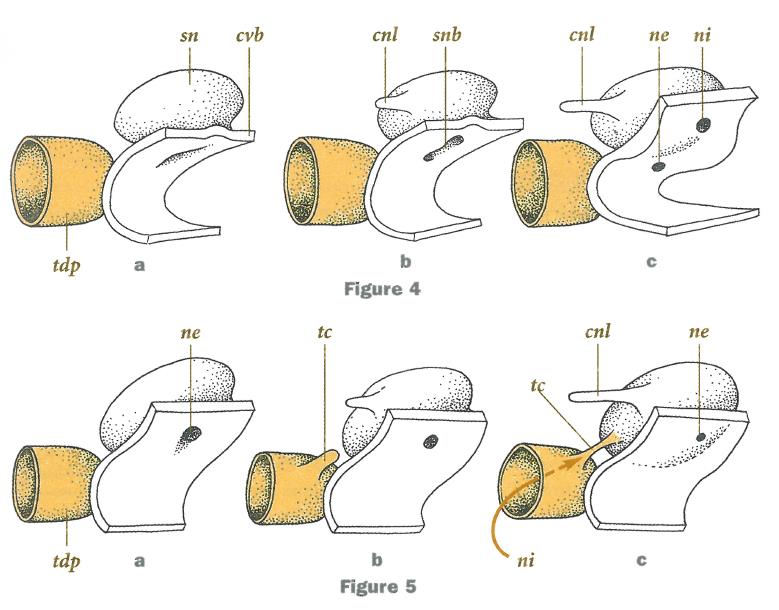 sn cvb cnl snb cnl ne ni
tdp a b c
Figure 4
ne tc cnl ne
tc
tdp a b ni c
Figure 5